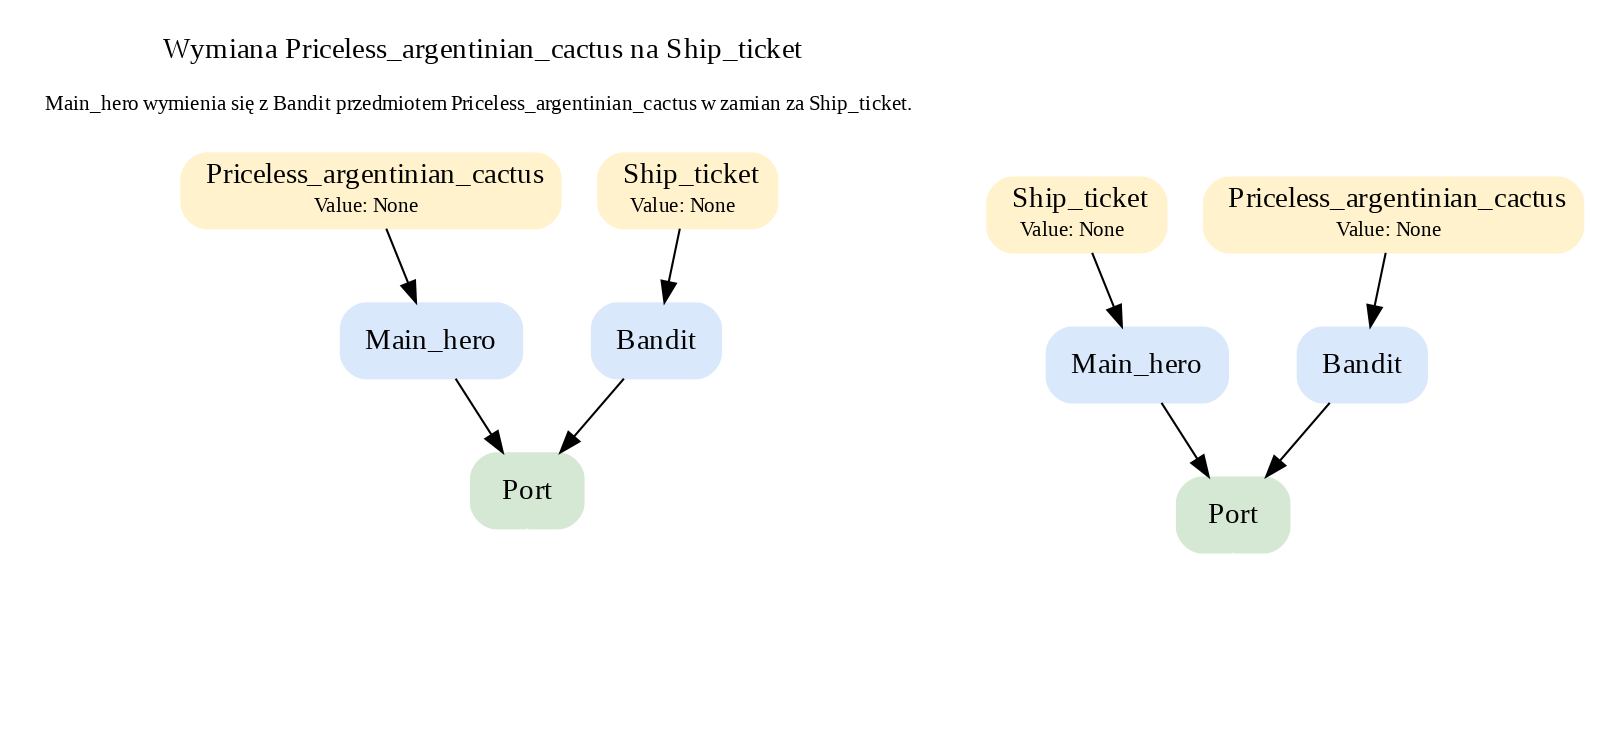 Wymiana Priceless_argentinian_cactus na Ship_ticket
Main_hero wymienia się z Bandit przedmiotem Priceless_argentinian_cactus w zamian za Ship_ticket.
Priceless_argentinian_cactus
Value: None
Ship_ticket
Value: None
Main_hero
Bandit
Port
Ship_ticket
Value: None
Priceless_argentinian_cactus
Value: None
Main_hero
Bandit
Port